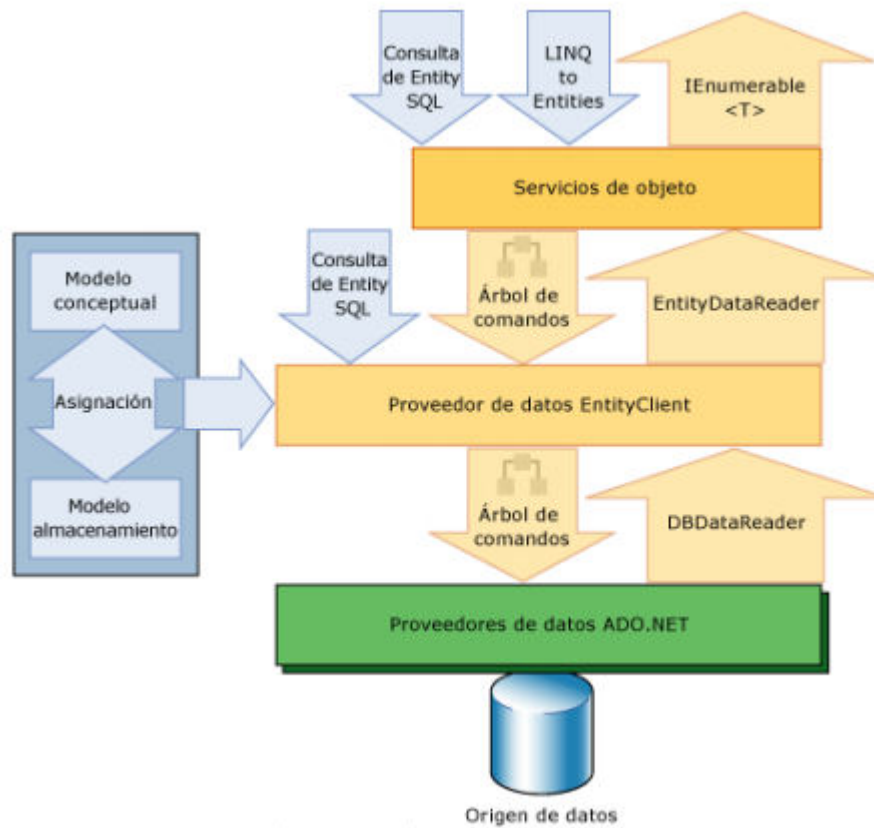 Consulta
de Entity
SQL
LINQ
to
Entities
IEnumerable
<T>
Servicios de objeto
Modelo
conceptual
Asignación
Modelo
almacenamiento
Consulta
de Entity
SQL
Árbol de
comandos
EntityDataReader
Proveedor de datos EntityClient
Árbol de
comandos
DBDataReader
Proveedores de datos ADO.NET
Origen de datos